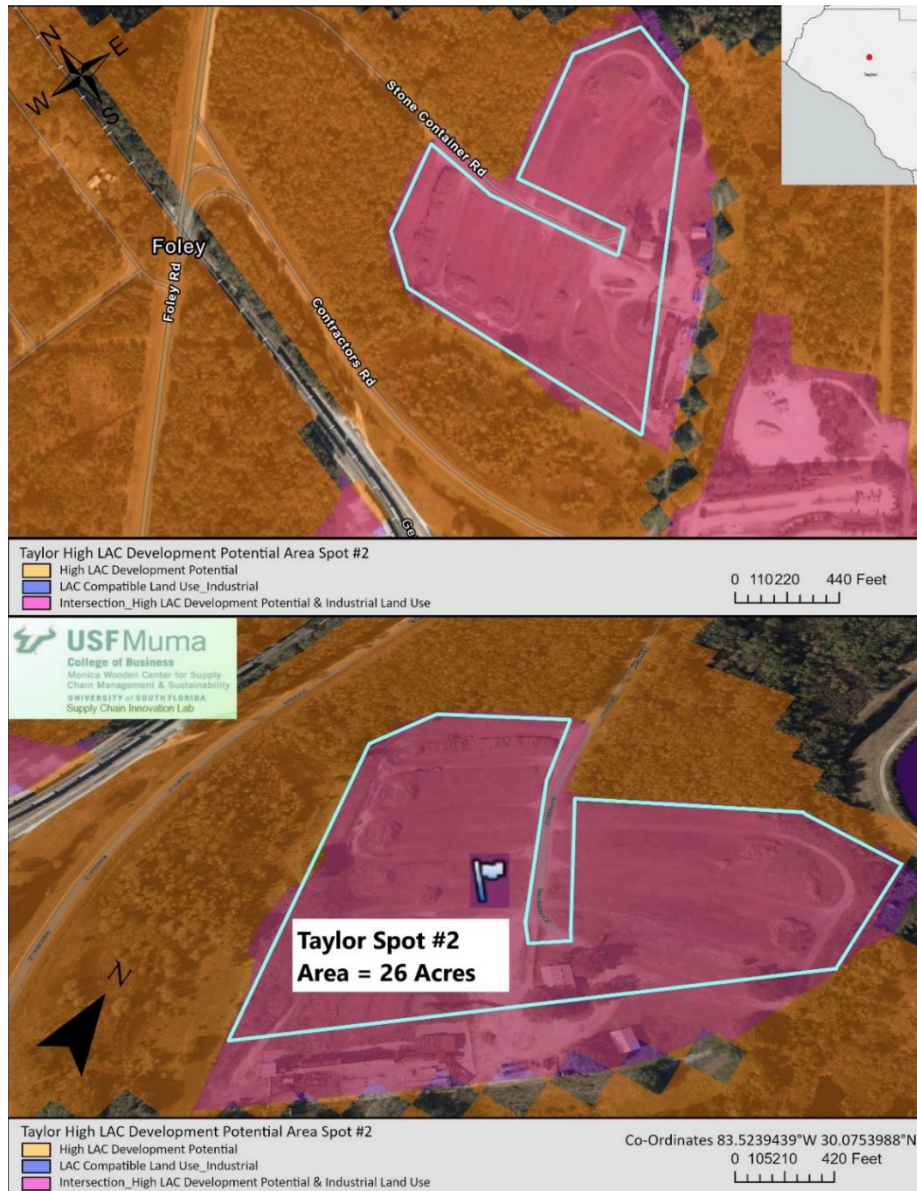 N
E
W
S
Taylor
Stone Container Rd
Foley
Foley Rd
Contractors Rd
Ge
Taylor High LAC Development Potential Area Spot #2
High LAC Development Potential
LAC Compatible Land Use_Industrial
Intersection_High LAC Development Potential & Industrial Land Use
0 110220 440 Feet
USF Muma
College of Business
Monica Wooden Center for Supply
Chain Management & Sustainability
UNIVERSITY of SOUTH FLORIDA
Supply Chain Innovation Lab
Taylor Spot #2
Area = 26 Acres
N
Taylor High LAC Development Potential Area Spot #2
High LAC Development Potential
LAC Compatible Land Use_Industrial
Intersection_High LAC Development Potential & Industrial Land Use
Co-Ordinates 83.5239439°W 30.0753988°N
0 105210 420 Feet